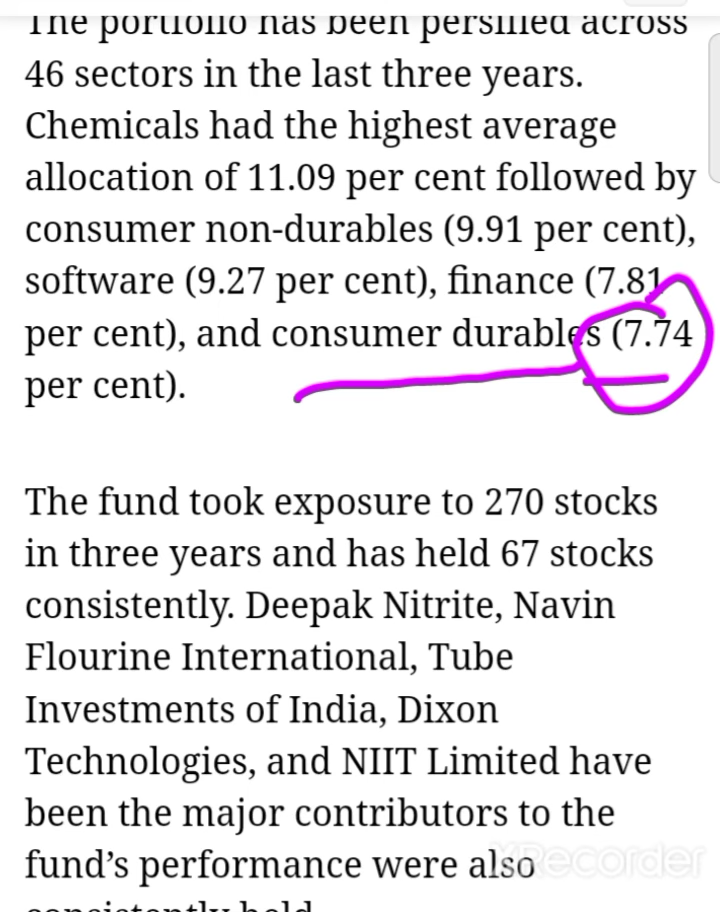 The portfolio has been persified across
46 sectors in the last three years.
Chemicals had the highest average
allocation of 11.09 per cent followed by
consumer non-durables (9.91 per cent),
software (9.27 per cent), finance (7.81
per cent), and consumer durables (7.74
per cent).
The fund took exposure to 270 stocks
in three years and has held 67 stocks
consistently. Deepak Nitrite, Navin
Flourine International, Tube
Investments of India, Dixon
Technologies, and NIIT Limited have
been the major contributors to the
fund’s performance were also
XRecorder
consistently held